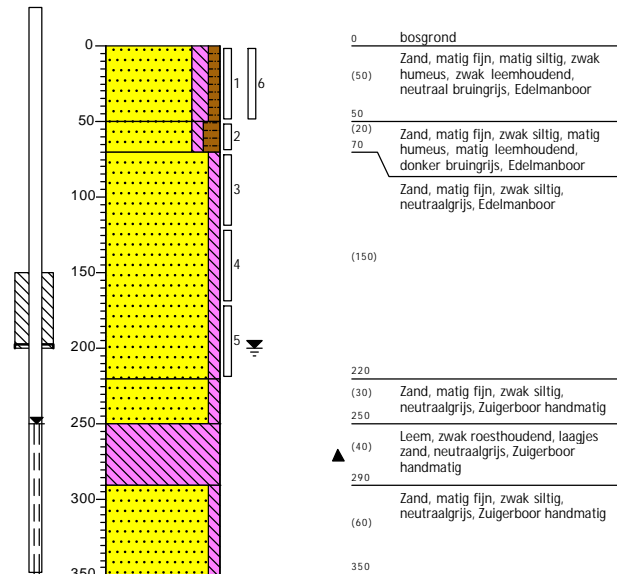 0
50
100
150
200
250
300
350
1
6
2
3
4
5
0 bosgrond
Zand, matig fijn, matig siltig, zwak
(50) humeus, zwak leemhoudend,
neutraal bruingrijs, Edelmanboor
50
(20) Zand, matig fijn, zwak siltig, matig
70 humeus, matig leemhoudend,
donker bruingrijs, Edelmanboor
Zand, matig fijn, zwak siltig,
neutraalgrijs, Edelmanboor
(150)
220
(30) Zand, matig fijn, zwak siltig,
neutraalgrijs, Zuigerboor handmatig
250
Leem, zwak roesthoudend, laagjes
(40) zand, neutraalgrijs, Zuigerboor
handmatig
290
Zand, matig fijn, zwak siltig,
neutraalgrijs, Zuigerboor handmatig
(60)
350